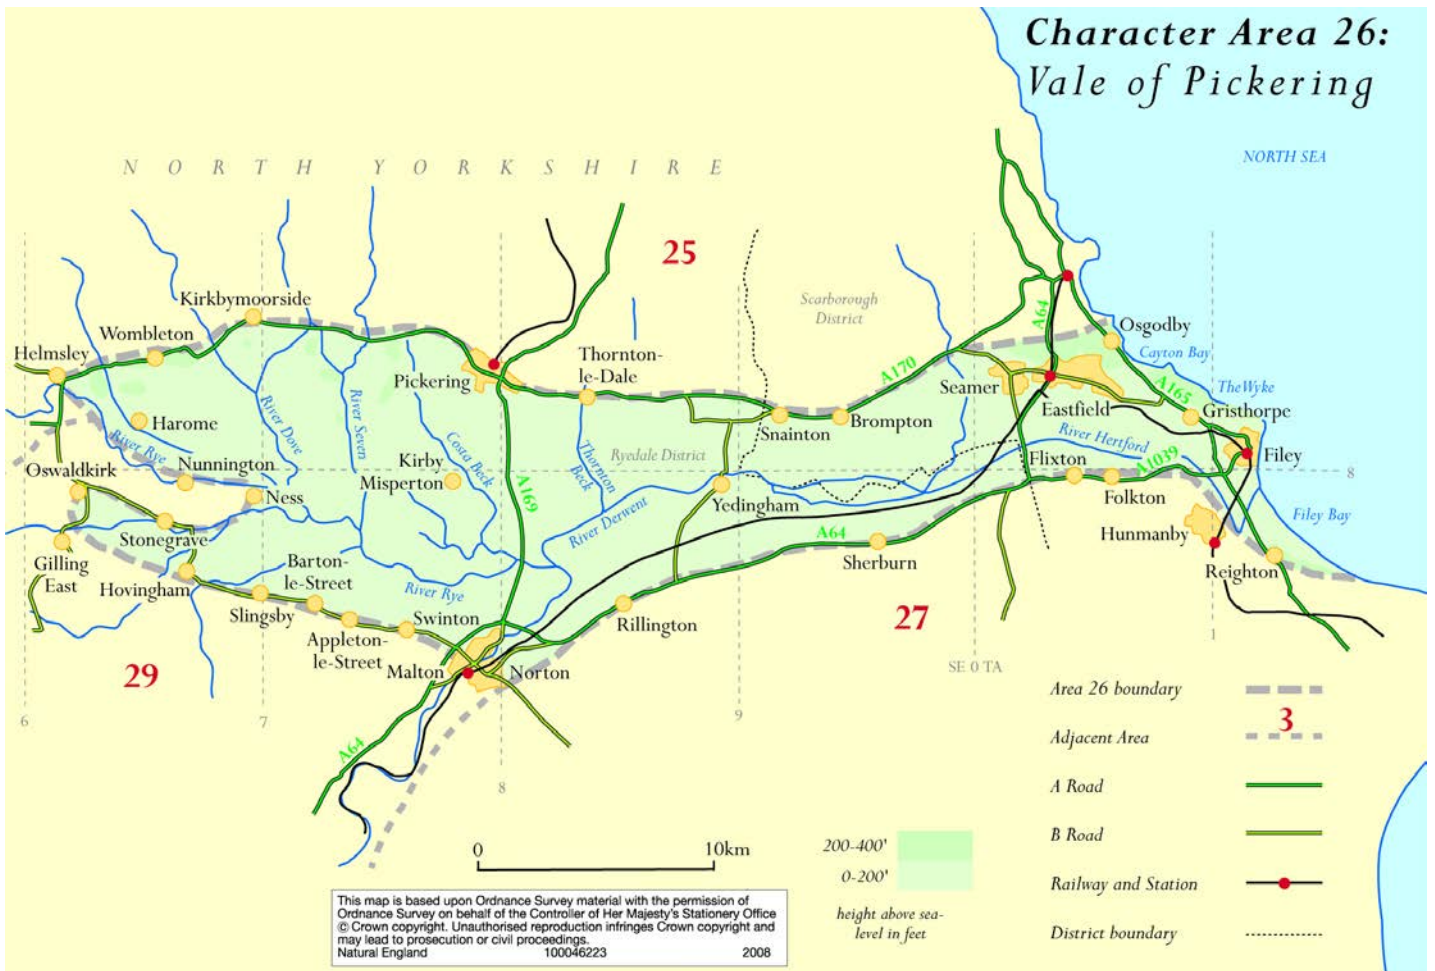 Character Area 26:
Vale of Pickering
NORTH SEA
NORTH YORKSHIRE
25
Scarborough
District
Kirkbymoorside
Wombleton
Helmsley
A64
Osgodby
Cayton Bay
Thornton-
le-Dale
Pickering
A170
Seamer
A165
The Wyke
Harome
River Rye
River Dove
River Seven
Costa Beck
Snainton
Brompton
Eastfield
Gristhorpe
River Hertford
Filey
Oswaldkirk
Nunnington
Kirby
Misperton
Thornton
Beck
Ryedale District
Flixton
A1039
8
Ness
A169
Yedingham
Folkton
River Derwent
Filey Bay
Hunmanby
Stonegrave
A64
Gilling
East
Hovingham
Barton-
le-Street
River Rye
Sherburn
Reighton
Slingsby
Swinton
Rillington
27
Appleton-
le-Street
Malton
Norton
29
SE 0 TA
1
6
7
9
A64
8
Area 26 boundary
3
Adjacent Area
A Road
B Road
Railway and Station
District boundary
0
10km
200-400'
0-200'
height above sea-
level in feet
This map is based upon Ordnance Survey material with the permission of
Ordnance Survey on behalf of the Controller of Her Majesty's Stationery Office
© Crown copyright. Unauthorised reproduction infringes Crown copyright and
may lead to prosecution or civil proceedings.
Natural England 100046223 2008